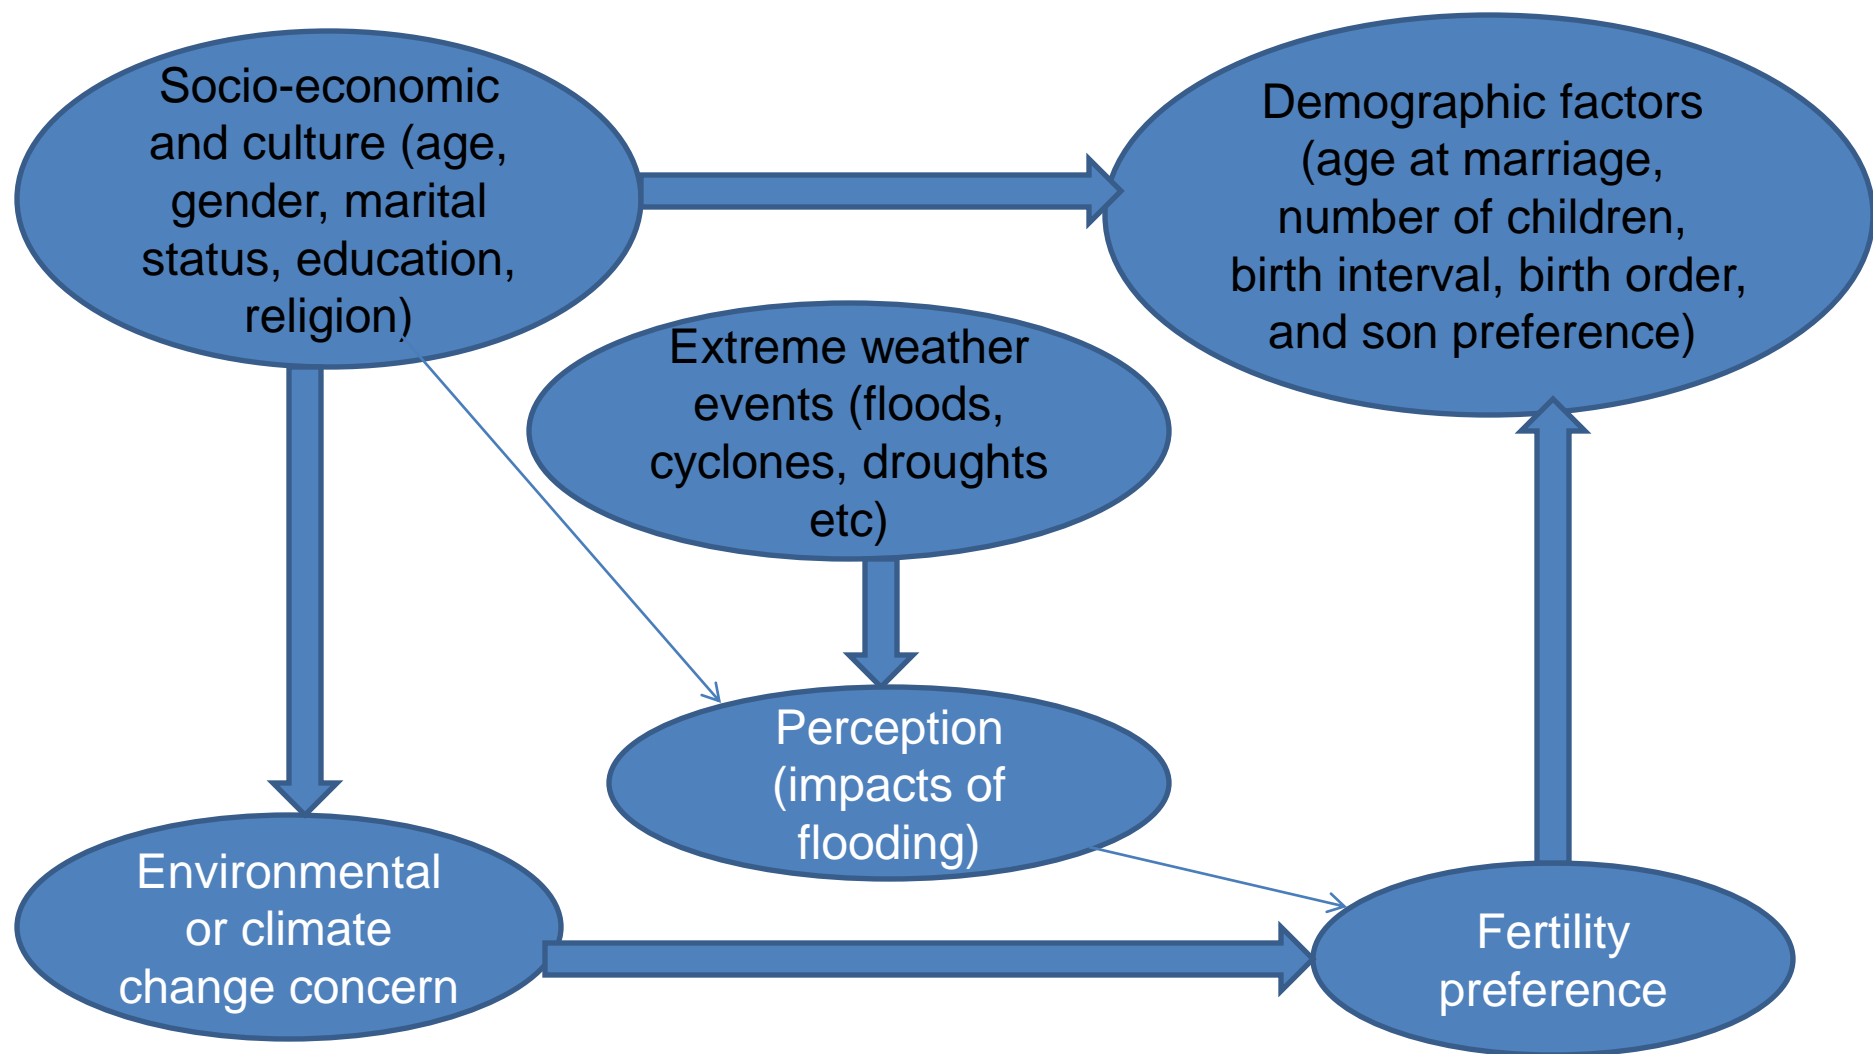 Socio-economic
and culture (age,
gender, marital
status, education,
religion)
Demographic factors
(age at marriage,
number of children,
birth interval, birth order,
and son preference)
Extreme weather
events (floods,
cyclones, droughts
etc)
Perception
(impacts of
flooding)
Environmental
or climate
change concern
Fertility
preference